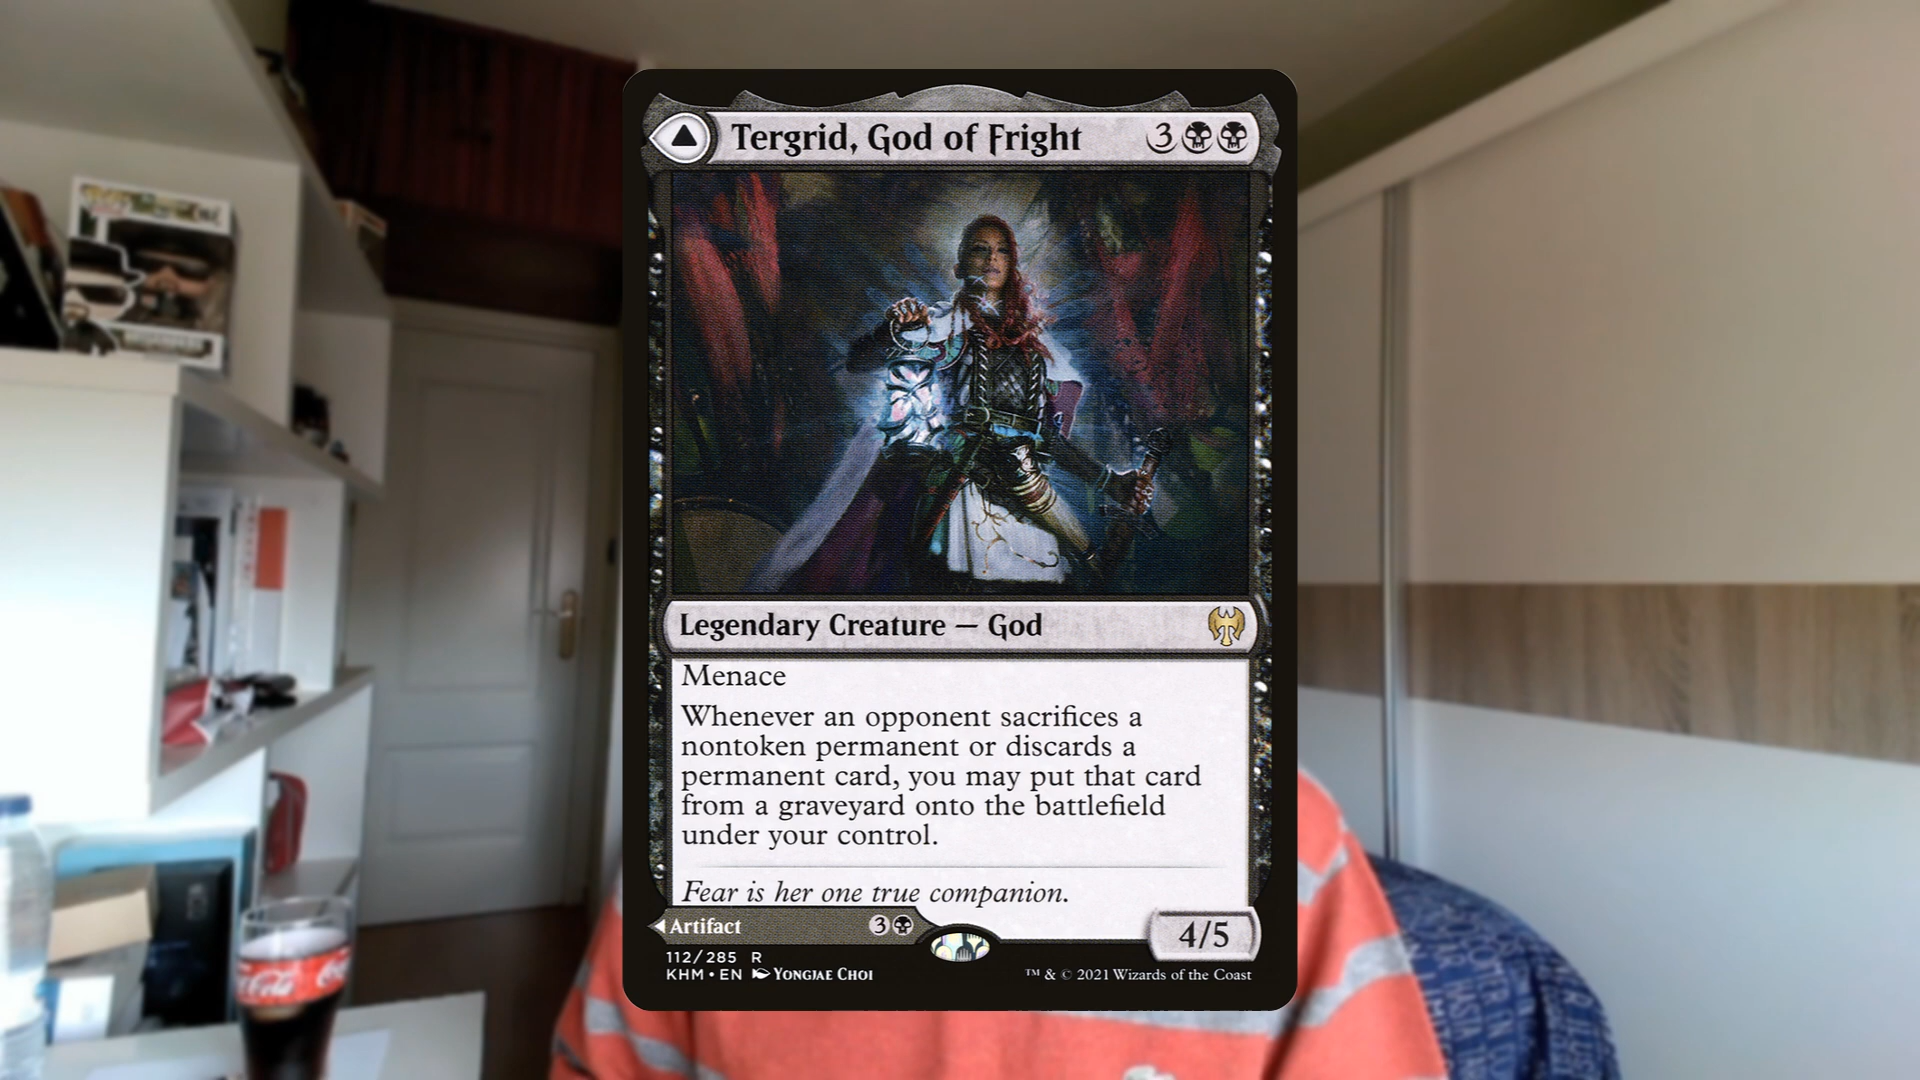 Tergrid, God of Fright 3
Legendary Creature — God
Menace
Whenever an opponent sacrifices a
nontoken permanent or discards a
permanent card, you may put that card
from a graveyard onto the battlefield
under your control.
Fear is her one true companion.
Artifact 3
4/5
112/285 R
KHM • EN Yongjae Choi
™ & © 2021 Wizards of the Coast
Coca-Cola